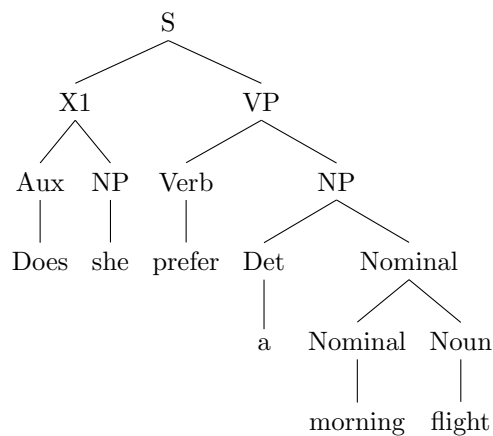 S
X1 VP
Aux NP Verb NP
Does she prefer Det Nominal
a Nominal Noun
morning flight